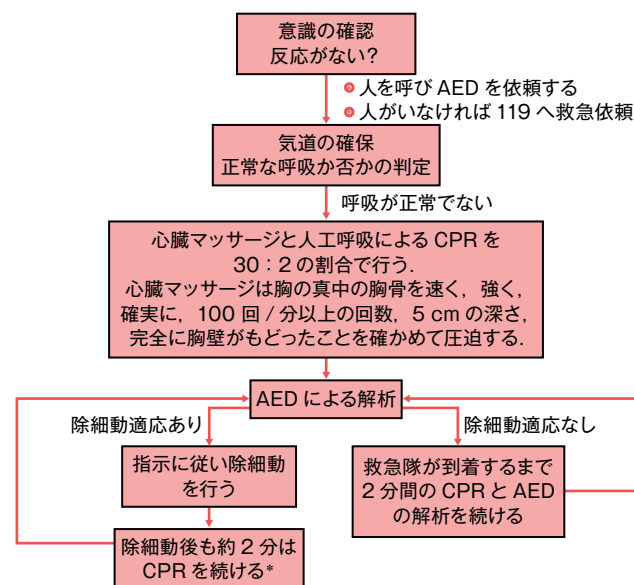 意識の確認
反応がない?
人を呼び AED を依頼する
人がいなければ 119 へ救急依頼
気道の確保
正常な呼吸か否かの判定
呼吸が正常でない
心臓マッサージと人工呼吸による CPR を
30:2 の割合で行う.
心臓マッサージは胸の真中の胸骨を速く,強く,
確実に,100 回 / 分以上の回数,5 cm の深さ,
完全に胸壁がもどったことを確かめて圧迫する.
AED による解析
除細動適応あり
除細動適応なし
指示に従い除細動
を行う
救急隊が到着するまで
2 分間の CPR と AED
の解析を続ける
除細動後も約 2 分は
CPR を続ける*